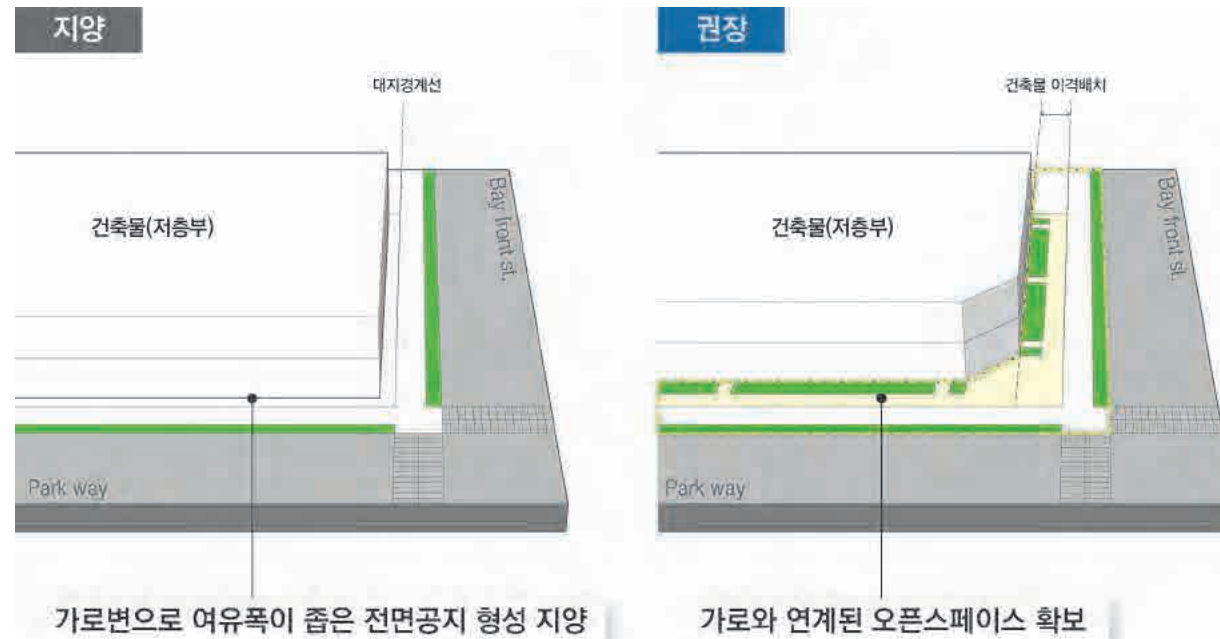 지양
대지경계선
건축물(저층부)
Bay front st.
Park way
가로변으로 여유폭이 좁은 전면공지 형성 지양
권장
건축물 이격배치
건축물(저층부)
Bay front st.
Park way
가로와 연계된 오픈스페이스 확보